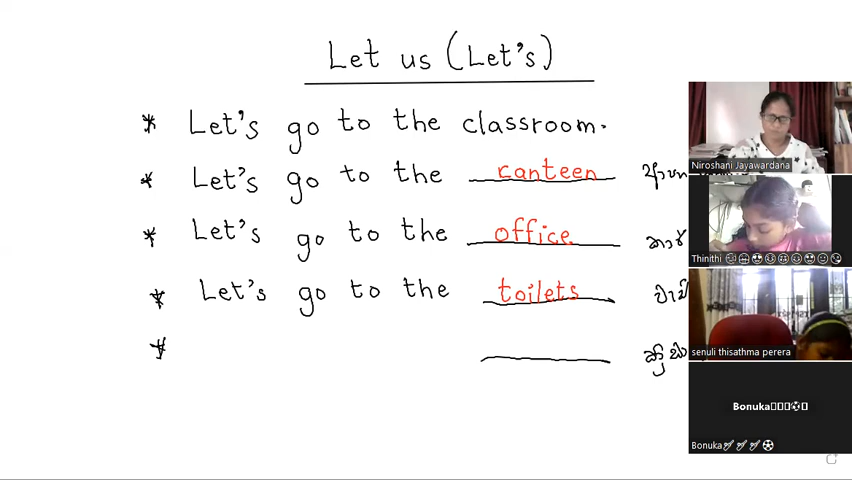 Let us (Let's)
* Let's go to the classroom.
* Let's go to the canteen
* Let's go to the office
* Let's go to the toilets
*
Niroshani Jayawardana
Thinithi
senuli thisathma perera
Bonuka
Bonuka